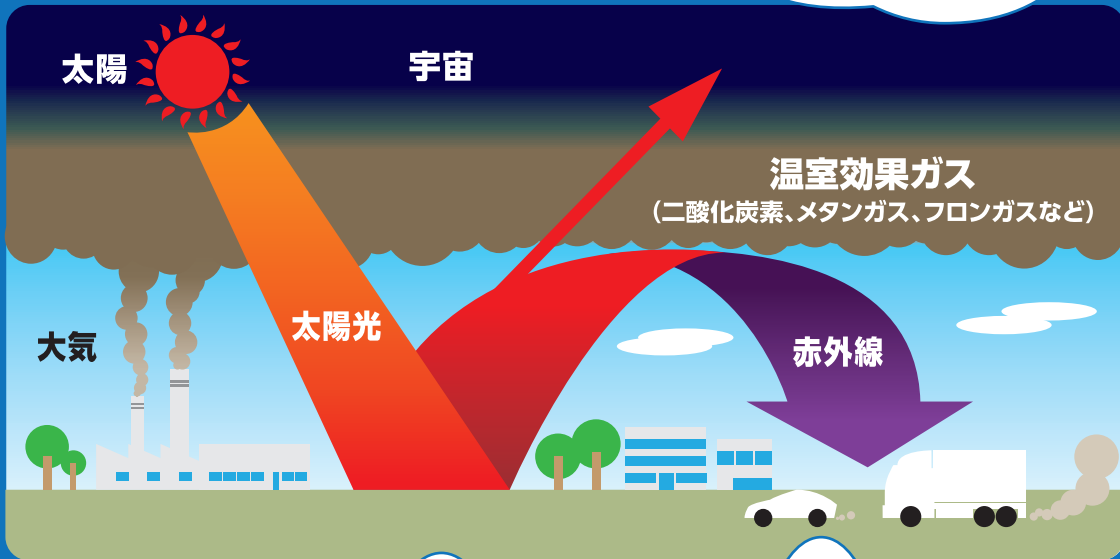 太陽
宇宙
温室効果ガス
（二酸化炭素、メタンガス、フロンガスなど）
太陽光
大気
赤外線